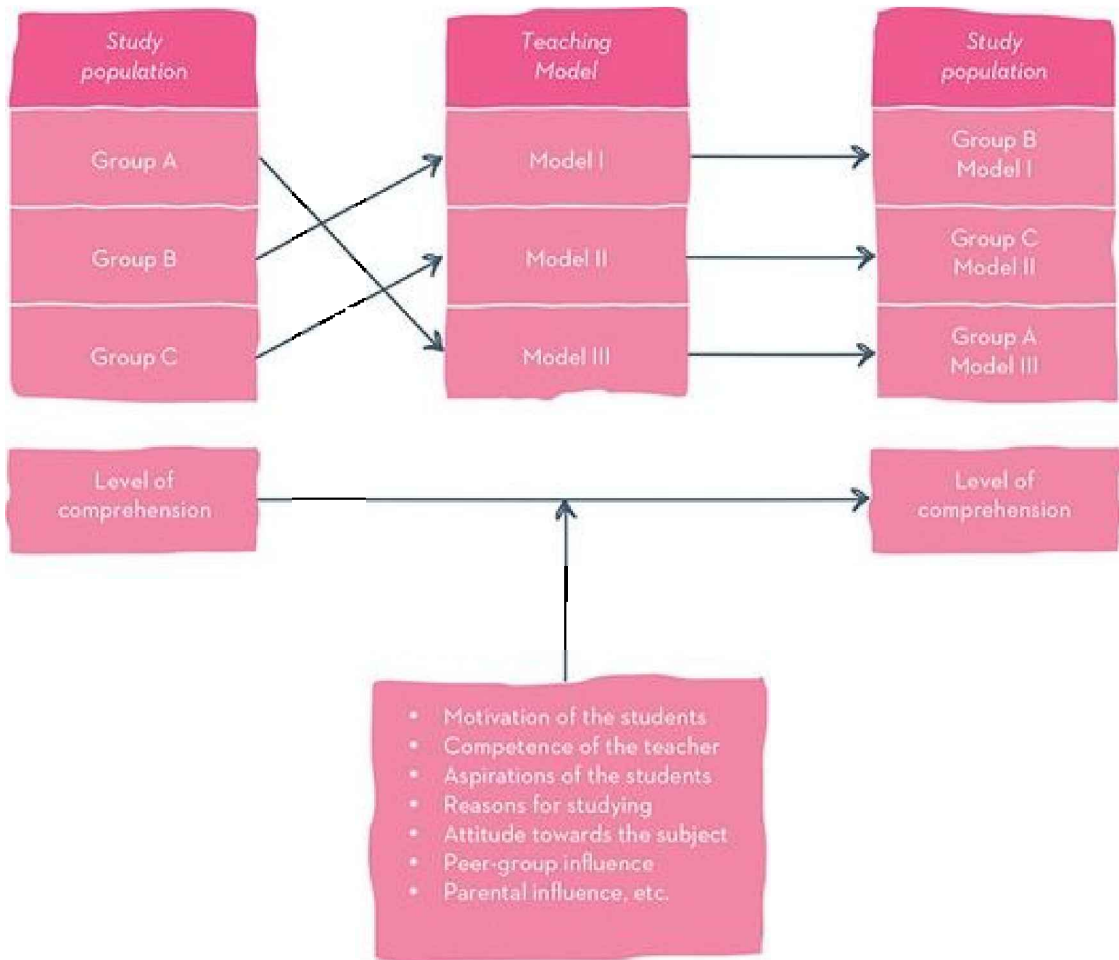 Study
population
Teaching
Model
Study
population
Group A
Model I
Group B
Model I
Group B
Model II
Group C
Model II
Group C
Model III
Group A
Model III
Level of
comprehension
Level of
comprehension
• Motivation of the students
• Competence of the teacher
• Aspirations of the students
• Reasons for studying
• Attitude towards the subject
• Peer-group influence
• Parental influence, etc.